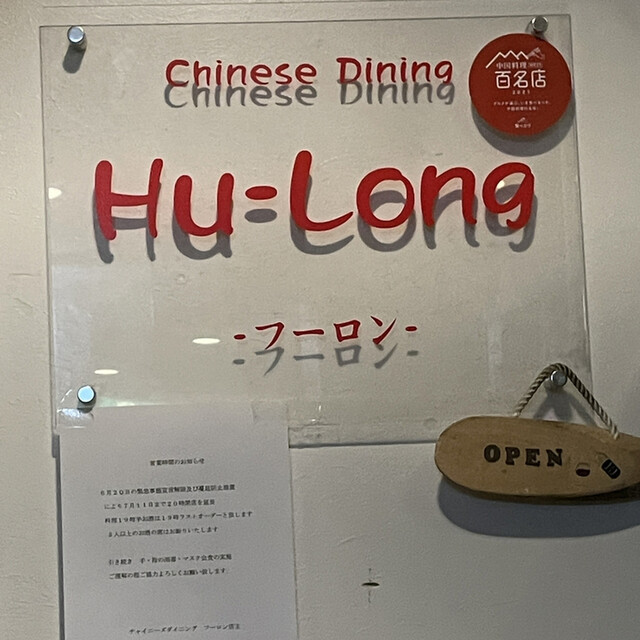 Chinese Dining
中国料理
百名店
2021
食べログ
Hu-Long
-フーロン-
OPEN
営業時間のお知らせ
6月20日の緊急事態宣言解除及び蔓延防止措置
により7月11日まで20時閉店を延長
料理19時半お酒は19時ラストオーダーと致します
3人以上のお酒の席はお断りいたします
引き続き 手・指の消毒・マスク会食の実施
ご理解の程ご協力よろしくお願い致します
チャイニーズダイニング フーロン店主